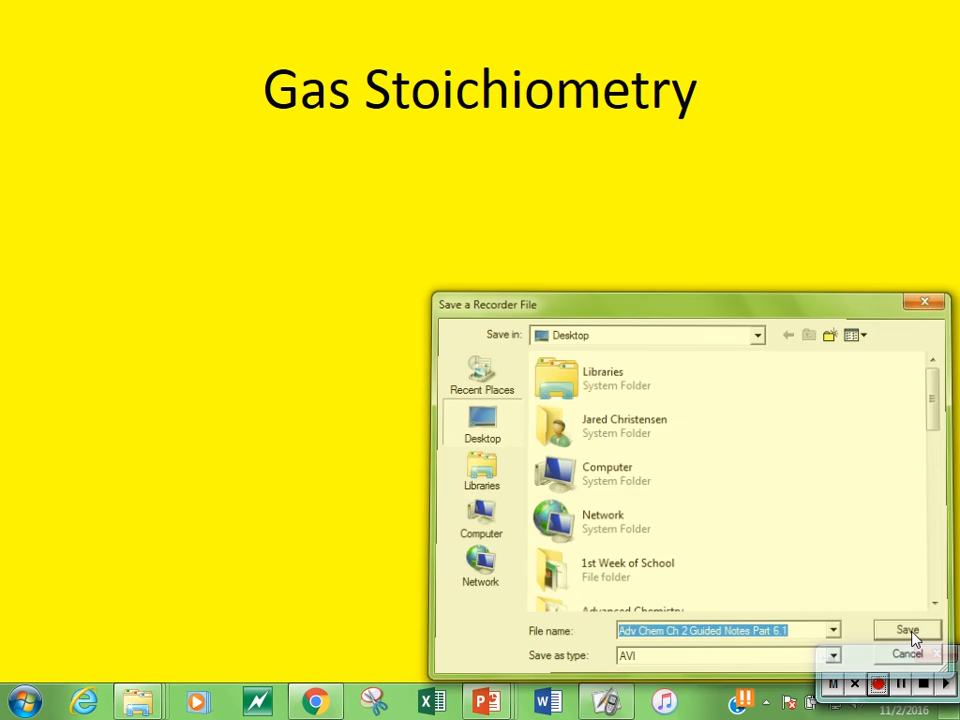 Gas Stoichiometry
Save a Recorder File
Save in: Desktop
Recent Places
Desktop
Libraries
Computer
Network
Libraries
System Folder
Jared Christensen
System Folder
Computer
System Folder
Network
System Folder
1st Week of School
File folder
Advanced Chemistry
File name: Adv Chem Ch 2 Guided Notes Part 6.1 Save
Save as type: AVI Cancel
M
11/2/2016